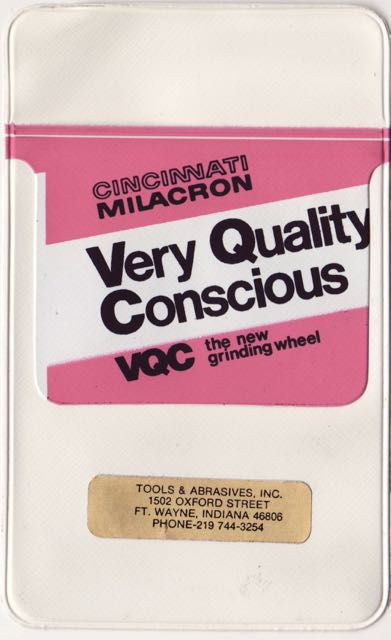 CINCINNATI
MILACRON
Very Quality
Conscious
VQC the new
grinding wheel
TOOLS & ABRASIVES, INC.
1502 OXFORD STREET
FT. WAYNE, INDIANA 46806
PHONE-219 744-3254